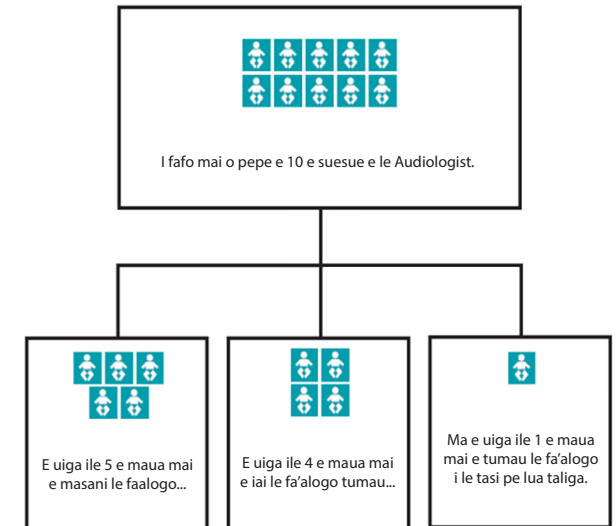 I fafo mai o pepe e 10 e suesue e le Audiologist.
E uiga ile 5 e maua mai
e masani le faalogo...
E uiga ile 4 e maua mai
e iai le fa'alogo tumau...
Ma e uiga ile 1 e maua
mai e tumau le fa'alogo
i le tasi pe lua taliga.